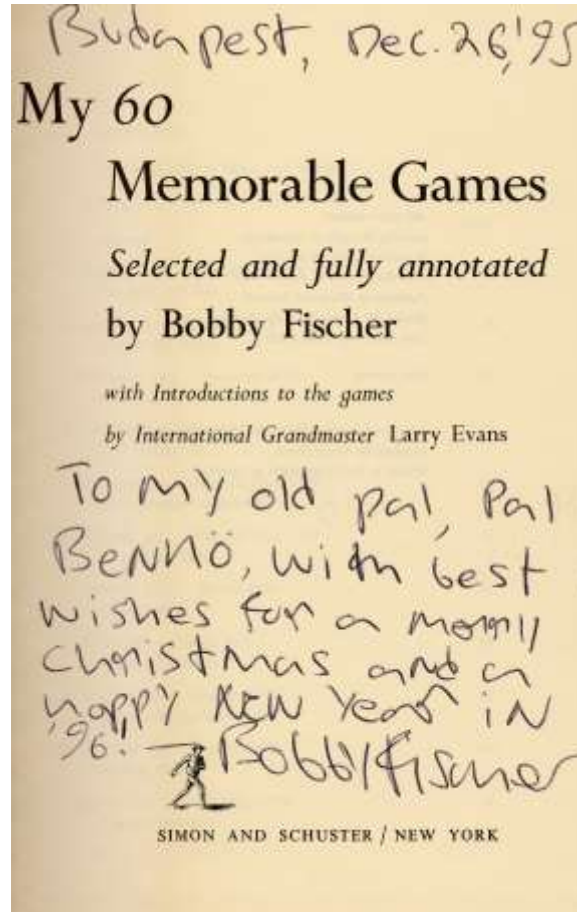 Budapest, Dec. 26,'95
My 60
Memorable Games
Selected and fully annotated
by Bobby Fischer
with Introductions to the games
by International Grandmaster Larry Evans
To My old pal, Pal
Bennö, with best
wishes for a merry
christmas and a
happy New Year in
'96!
Bobby Fischer
SIMON AND SCHUSTER / NEW YORK